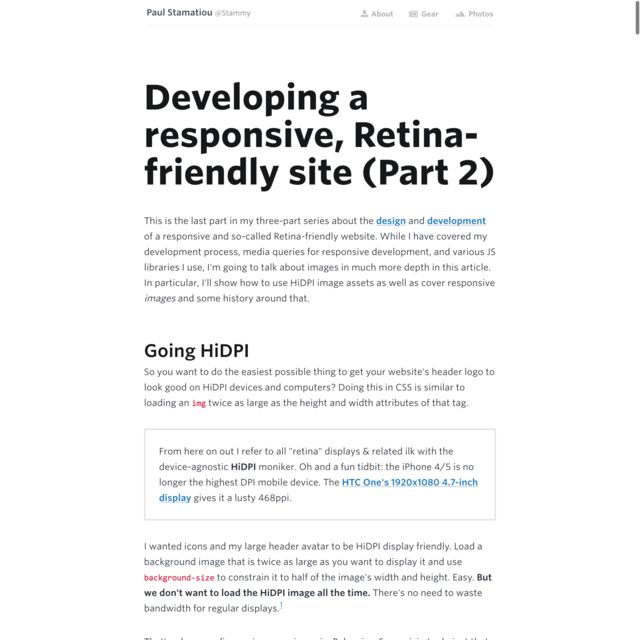 Paul Stamatiou @Stammy About Gear Photos
Developing a
responsive, Retina-
friendly site (Part 2)
This is the last part in my three-part series about the design and development
of a responsive and so-called Retina-friendly website. While I have covered my
development process, media queries for responsive development, and various JS
libraries I use, I'm going to talk about images in much more depth in this article.
In particular, I'll show how to use HiDPI image assets as well as cover responsive
images and some history around that.
Going HiDPI
So you want to do the easiest possible thing to get your website's header logo to
look good on HiDPI devices and computers? Doing this in CSS is similar to
loading an img twice as large as the height and width attributes of that tag.
From here on out I refer to all "retina" displays & related ilk with the
device-agnostic HiDPI moniker. Oh and a fun tidbit: the iPhone 4/5 is no
longer the highest DPI mobile device. The HTC One's 1920x1080 4.7-inch
display gives it a lusty 468ppi.
I wanted icons and my large header avatar to be HiDPI display friendly. Load a
background image that is twice as large as you want to display it and use
background-size to constrain it to half of the image's width and height. Easy. But
we don't want to load the HiDPI image all the time. There's no need to waste
bandwidth for regular displays.1